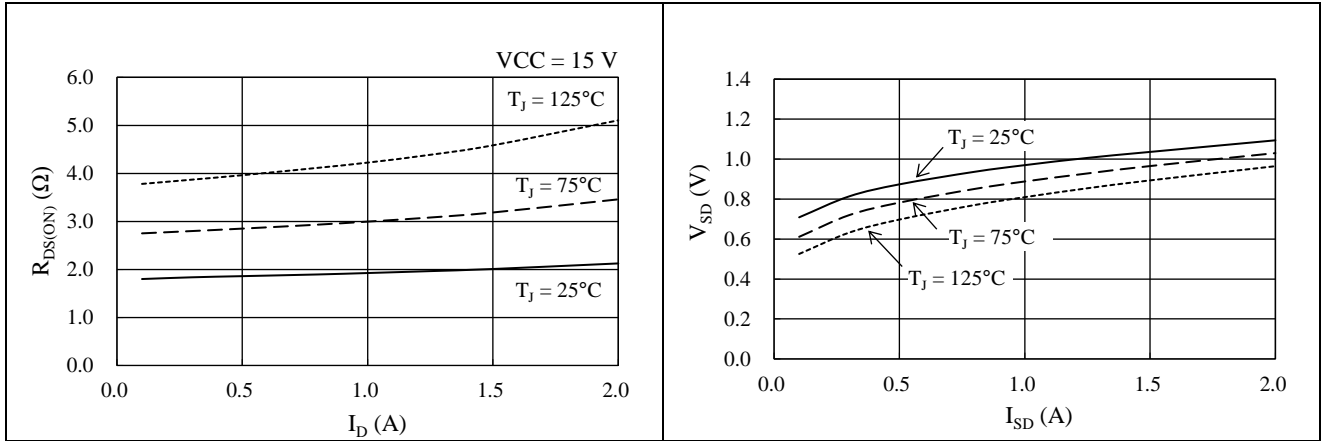 VCC = 15 V
6.0
5.0
4.0
3.0
2.0
1.0
0.0
R_DS(ON) (Ω)
T_J = 125°C
T_J = 75°C
T_J = 25°C
0.0 0.5 1.0 1.5 2.0
I_D (A)
1.4
1.2
1.0
0.8
0.6
0.4
0.2
0.0
V_SD (V)
T_J = 25°C
T_J = 75°C
T_J = 125°C
0.0 0.5 1.0 1.5 2.0
I_SD (A)